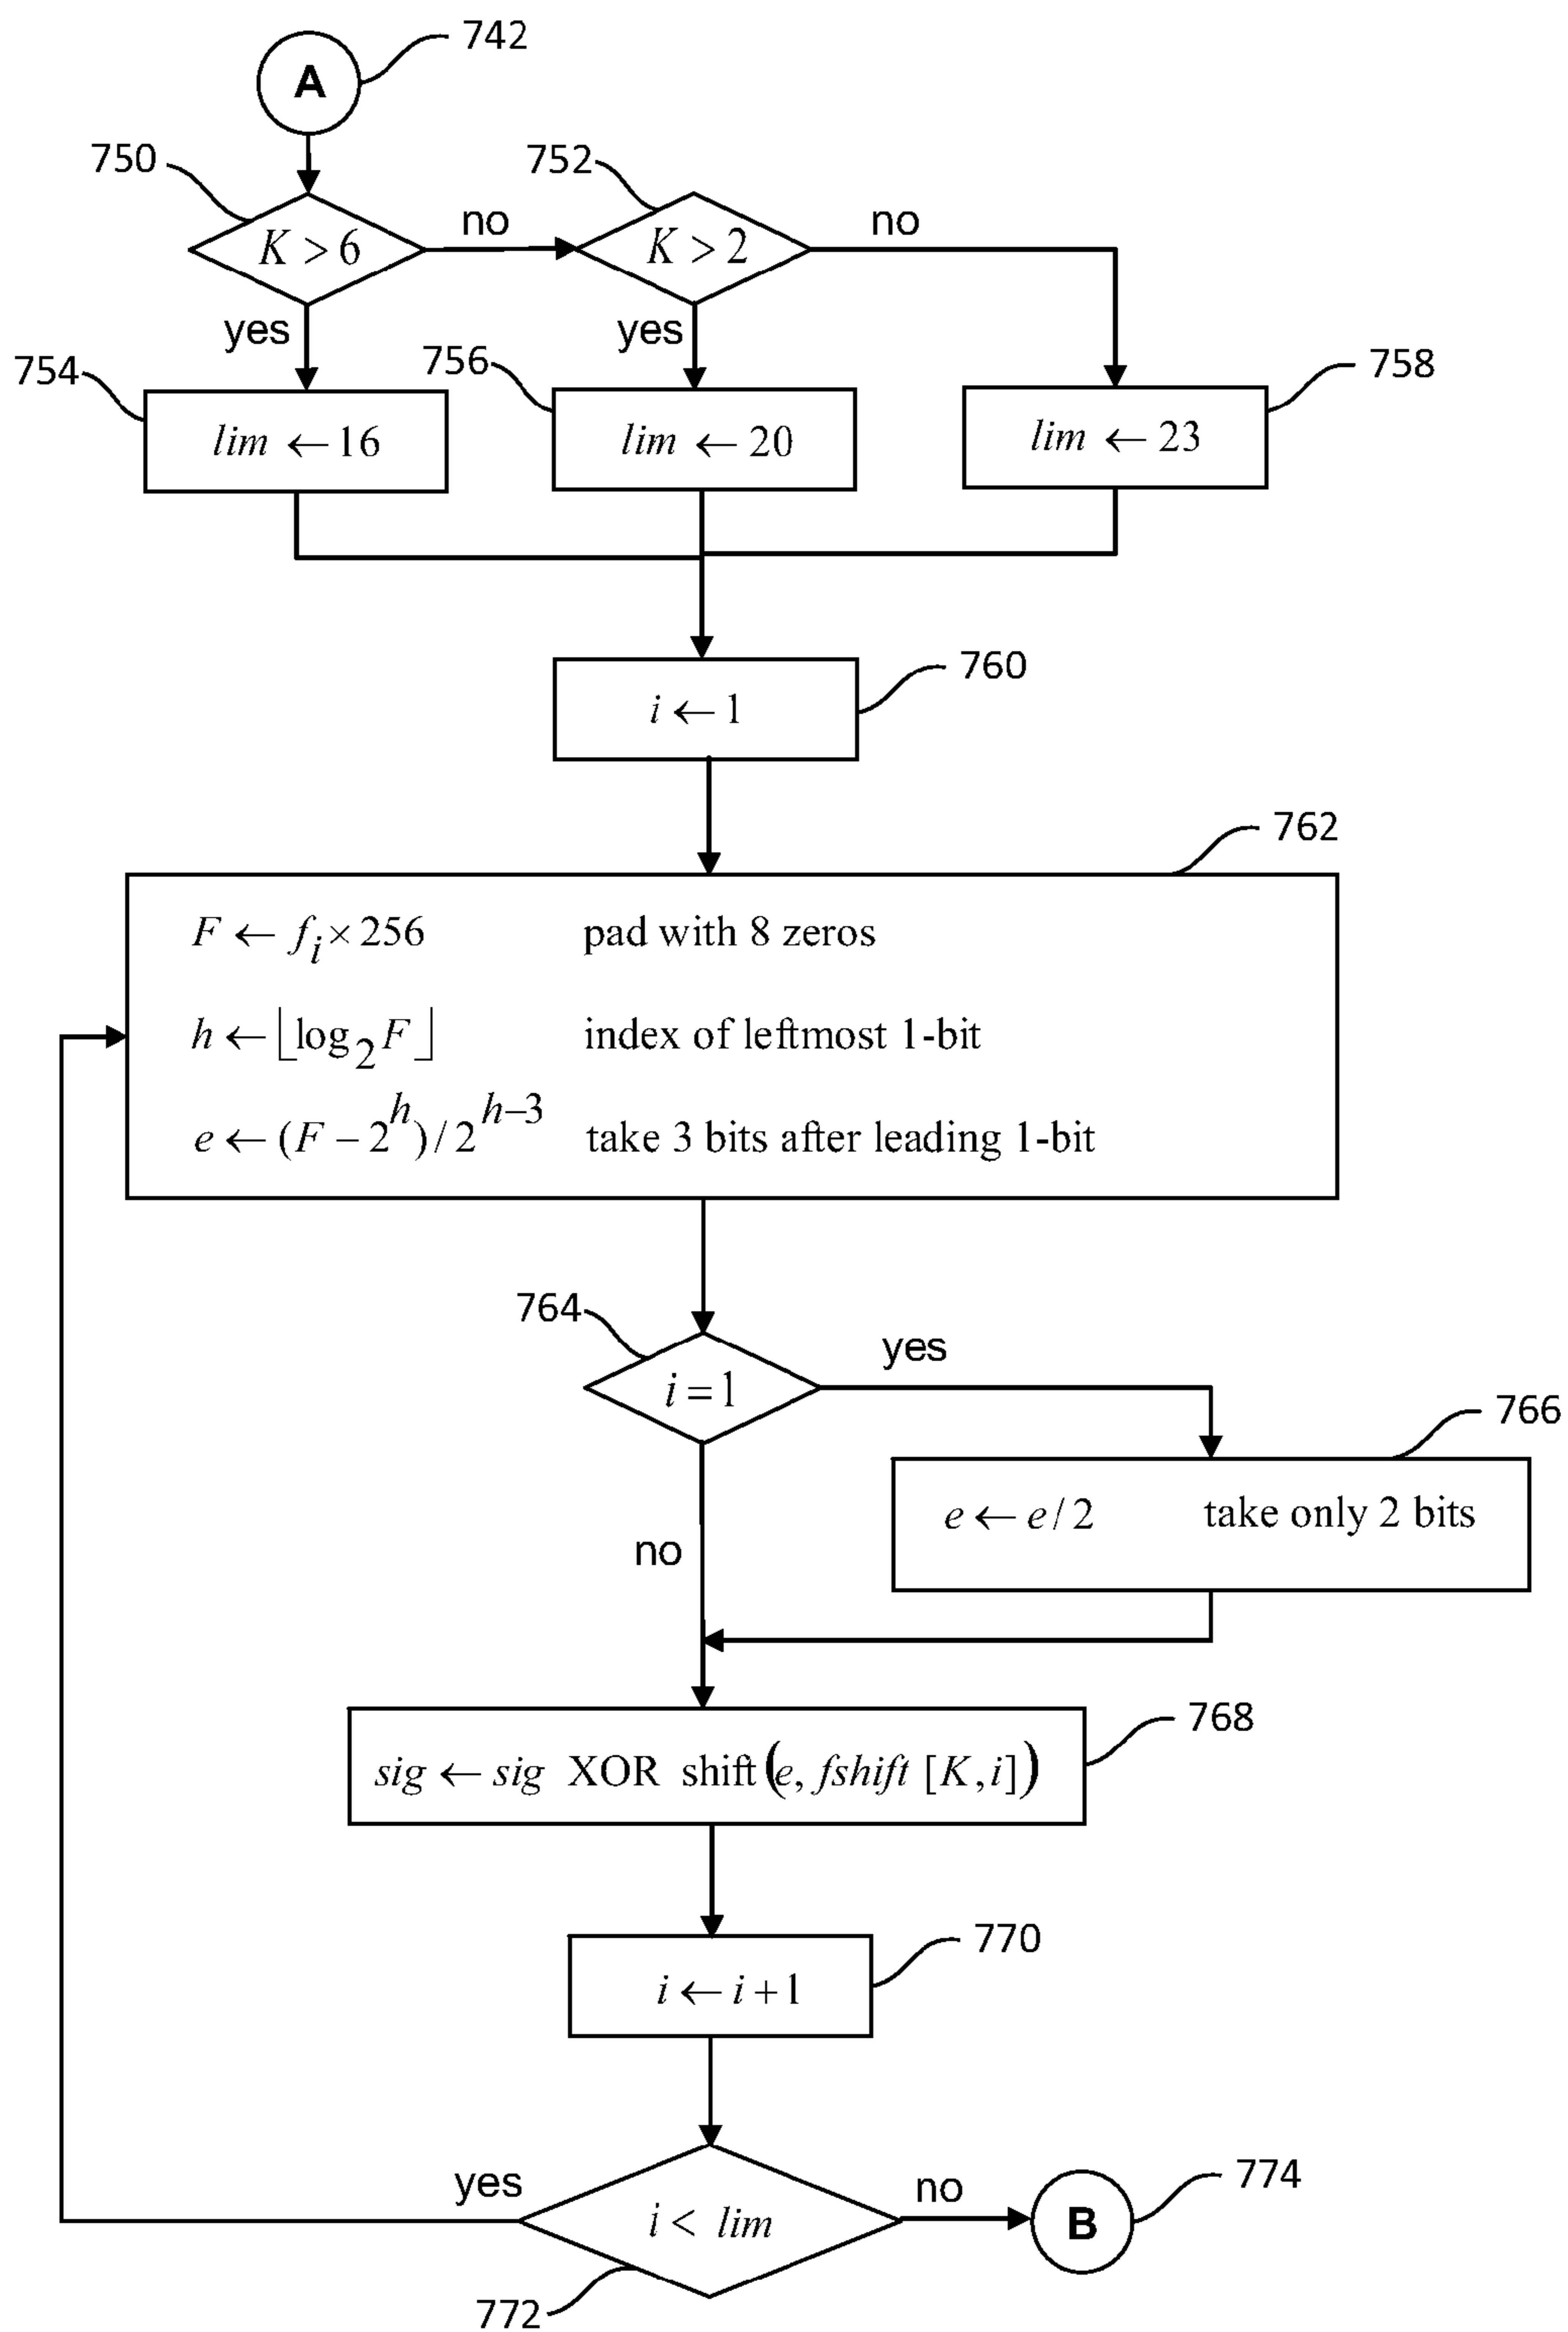 742
A
750
752
K > 6
no
K > 2
no
yes
yes
754
756
758
lim ← 16
lim ← 20
lim ← 23
760
i ← 1
762
F ← f_i × 256 pad with 8 zeros
h ← ⌊log_2 F⌋ index of leftmost 1-bit
e ← (F − 2^h) / 2^{h−3} take 3 bits after leading 1-bit
764
yes
i = 1
766
e ← e / 2 take only 2 bits
no
768
sig ← sig XOR shift(e, fshift [K, i])
770
i ← i + 1
yes
no
774
i < lim
B
772